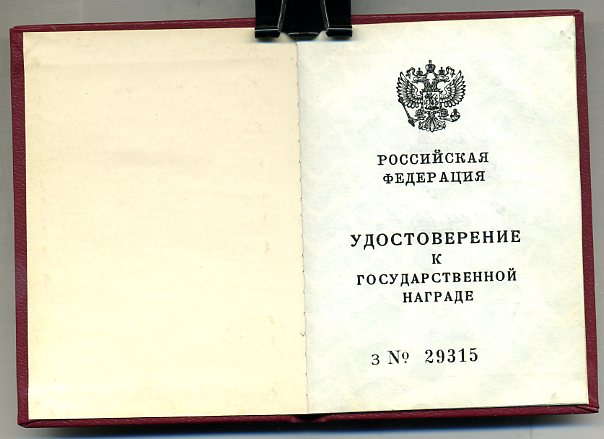 РОССИЙСКАЯ
ФЕДЕРАЦИЯ
УДОСТОВЕРЕНИЕ
К
ГОСУДАРСТВЕННОЙ
НАГРАДЕ
З № 29315